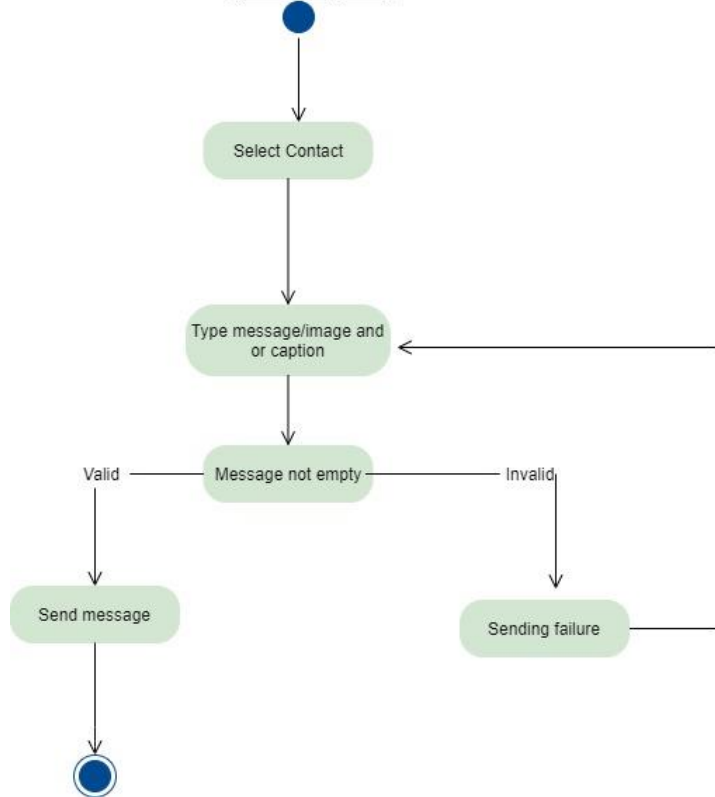 Select Contact
Type message/image and
or caption
Valid
Message not empty
Invalid
Send message
Sending failure